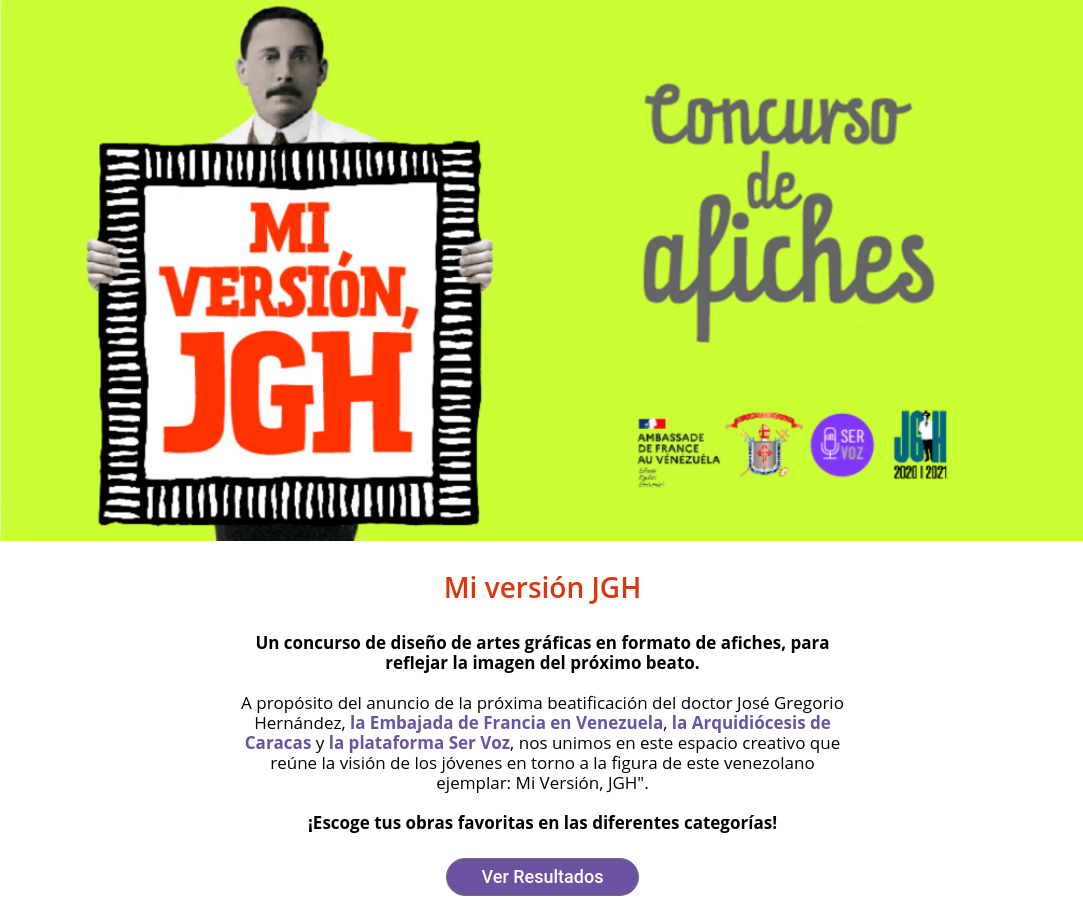 MI
VERSIÓN,
JGH
Concurso
de
afiches
AMBASSADE
DE FRANCE
AU VENEZUELA
SER
VOZ
JGH
2020 | 2021
Mi versión JGH
Un concurso de diseño de artes gráficas en formato de afiches, para
reflejar la imagen del próximo beato.
A propósito del anuncio de la próxima beatificación del doctor José Gregorio
Hernández, la Embajada de Francia en Venezuela, la Arquidiócesis de
Caracas y la plataforma Ser Voz, nos unimos en este espacio creativo que
reúne la visión de los jóvenes en torno a la figura de este venezolano
ejemplar: Mi Versión, JGH".
¡Escoge tus obras favoritas en las diferentes categorías!
Ver Resultados